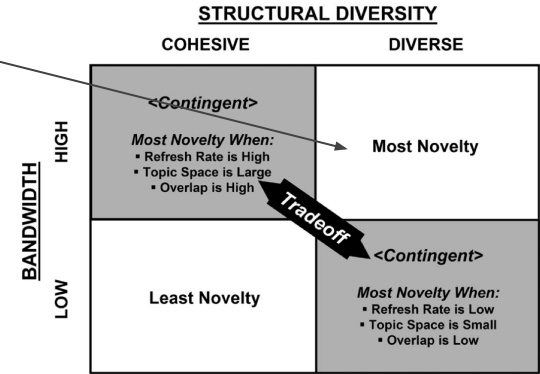 STRUCTURAL DIVERSITY
COHESIVE
DIVERSE
BANDWIDTH
HIGH
LOW
<Contingent>
Most Novelty When:
▪ Refresh Rate is High
▪ Topic Space is Large
▪ Overlap is High
Most Novelty
Tradeoff
Least Novelty
<Contingent>
Most Novelty When:
▪ Refresh Rate is Low
▪ Topic Space is Small
▪ Overlap is Low